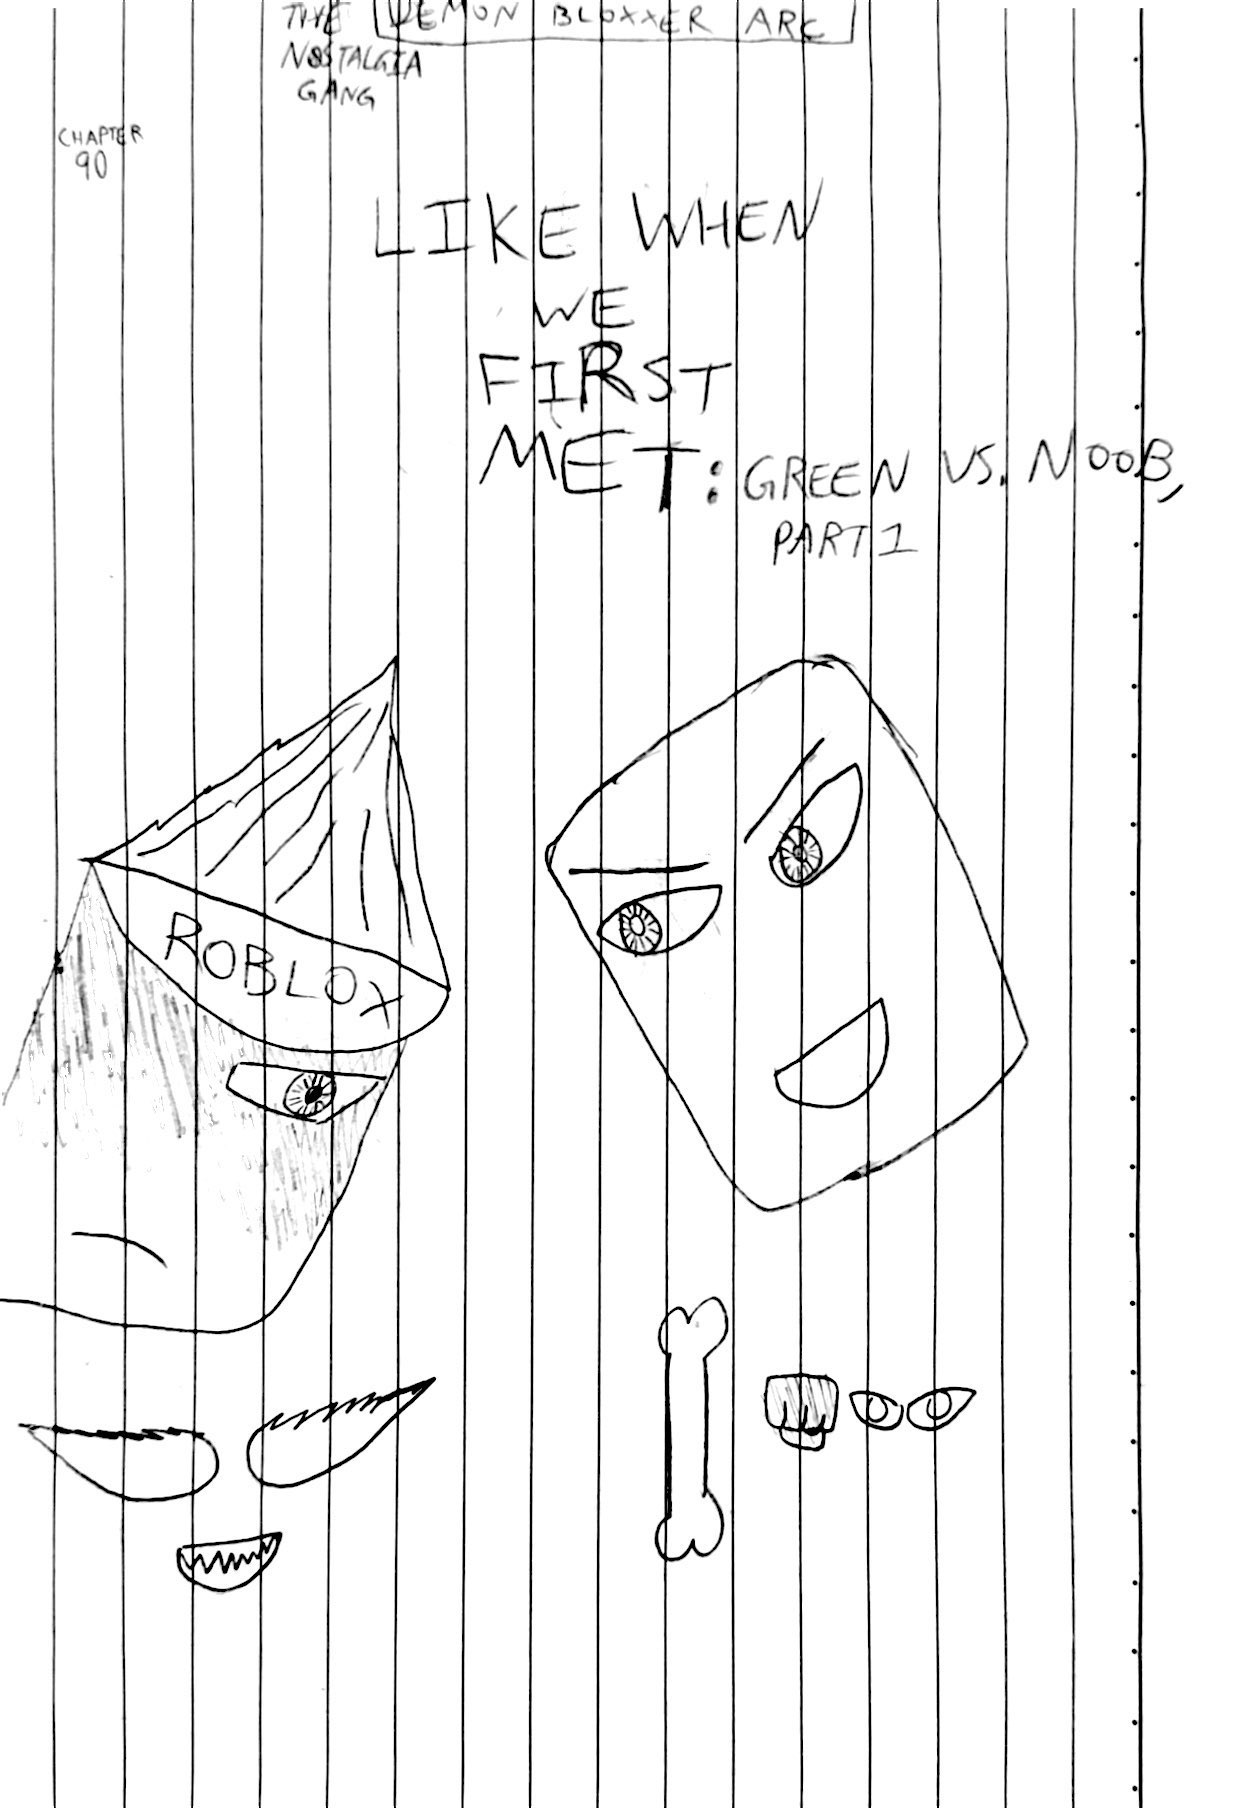 THE DEMON BLOXXER ARC
NOSTALGIA
GANG
CHAPTER
90
LIKE WHEN
WE
FIRST
MET: GREEN VS. NOOB,
PART 1
ROBLOX